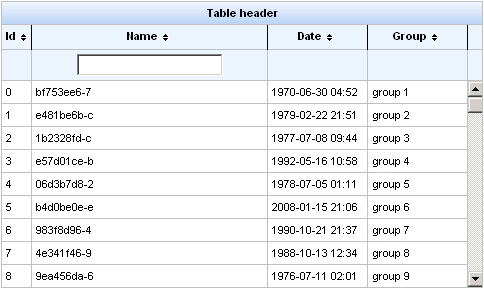 Table header
Id Name Date Group
0 bf753ee6-7 1970-06-30 04:52 group 1
1 e481be6b-c 1979-02-22 21:51 group 2
2 1b2328fd-c 1977-07-08 09:44 group 3
3 e57d01ce-b 1992-05-16 10:58 group 4
4 06d3b7d8-2 1978-07-05 01:11 group 5
5 b4d0be0e-e 2008-01-15 21:06 group 6
6 983f8d96-4 1990-10-21 21:37 group 7
7 4e341f46-9 1988-10-13 12:34 group 8
8 9ea456da-6 1976-07-11 02:01 group 9